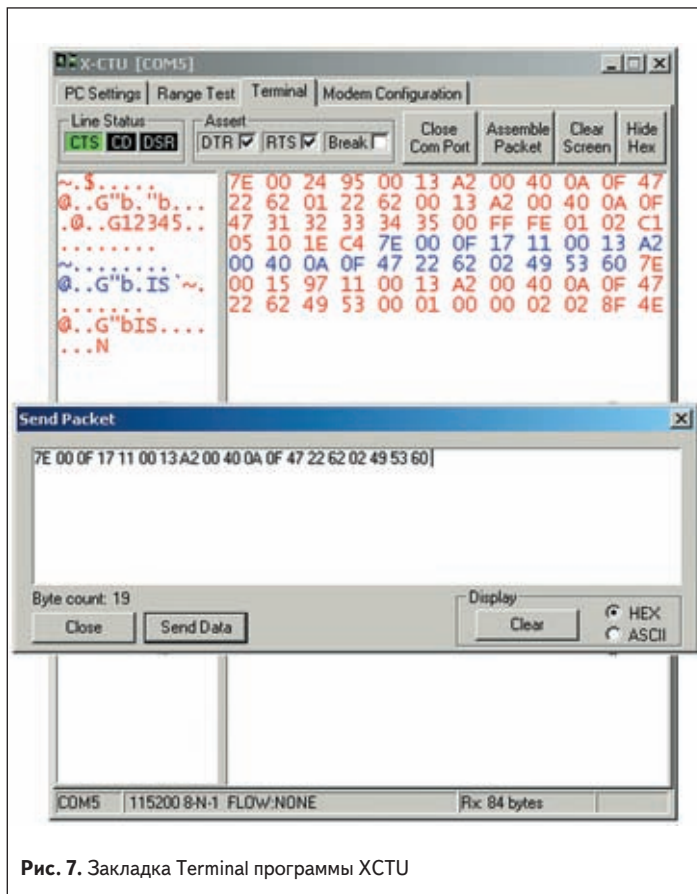 X-CTU [COM5]
PC Settings Range Test Terminal Modem Configuration
Line Status
CTS CD DSR
Assert
DTR RTS Break
Close Com Port
Assemble Packet
Clear Screen
Hide Hex
~.$.....
@..G"b."b...
.@..G12345..
........
~........
@..G"b.IS`~.
.......
@..G"bIS....
...N
7E 00 24 95 00 13 A2 00 40 0A 0F 47
22 62 01 22 62 00 13 A2 00 40 0A 0F
47 31 32 33 34 35 00 FF FE 01 02 C1
05 10 1E C4 7E 00 0F 17 11 00 13 A2
00 40 0A 0F 47 22 62 02 49 53 60 7E
00 15 97 11 00 13 A2 00 40 0A 0F 47
22 62 49 53 00 01 00 00 02 02 8F 4E
Send Packet
7E 00 0F 17 11 00 13 A2 00 40 0A 0F 47 22 62 02 49 53 60
Byte count: 19
Close
Send Data
Display
Clear
HEX
ASCII
COM5 115200 8-N-1 FLOW:NONE Rx: 84 bytes
Рис. 7. Закладка Terminal программы XCTU